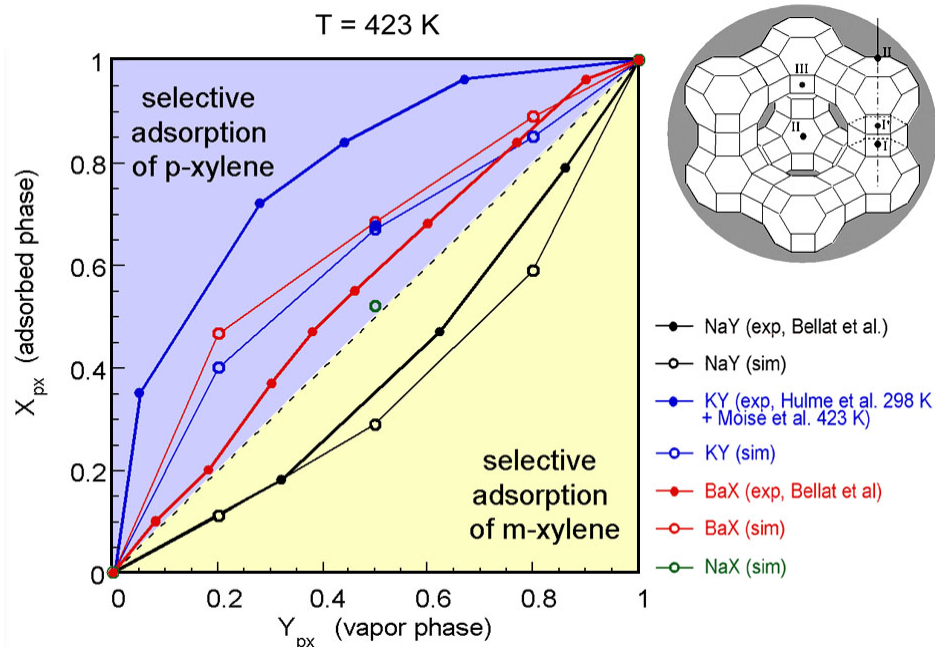 T = 423 K
selective
adsorption
of p-xylene
selective
adsorption
of m-xylene
X px (adsorbed phase)
1
0.8
0.6
0.4
0.2
0
0 0.2 0.4 0.6 0.8 1
Y px (vapor phase)
II
III
I'
II
I
NaY (exp, Bellat et al.)
NaY (sim)
KY (exp, Hulme et al. 298 K
+ Moïse et al. 423 K)
KY (sim)
BaX (exp, Bellat et al)
BaX (sim)
NaX (sim)